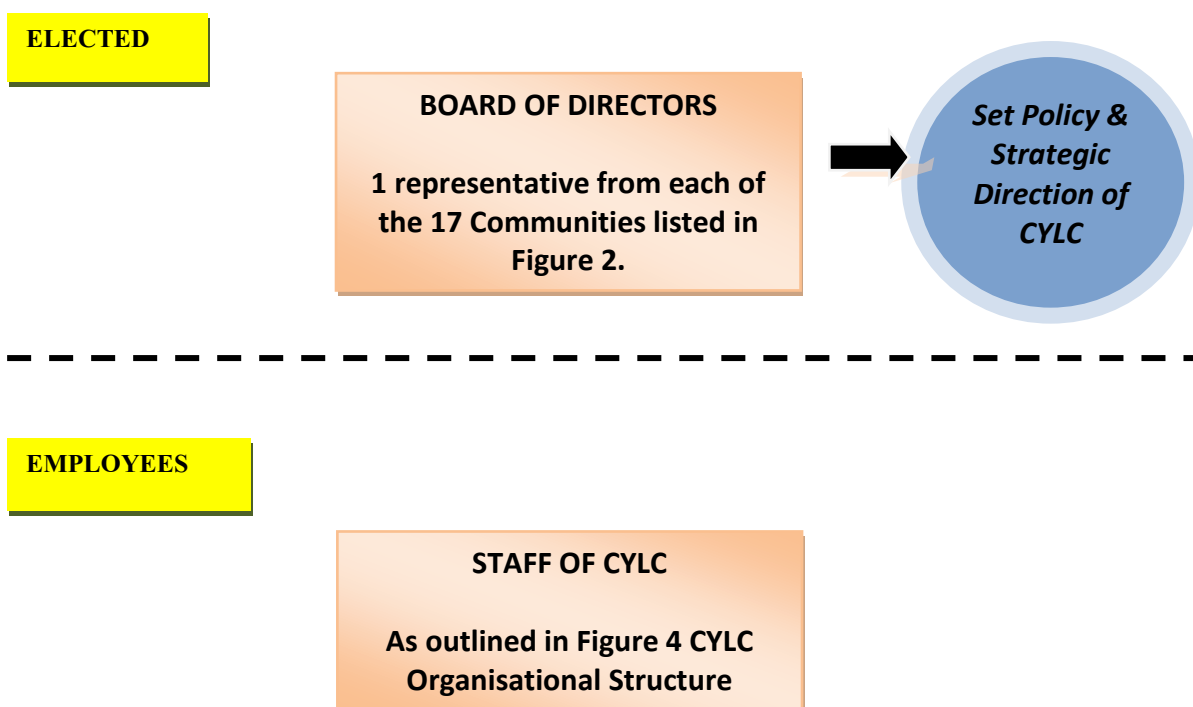 ELECTED
BOARD OF DIRECTORS
1 representative from each of
the 17 Communities listed in
Figure 2.
Set Policy &
Strategic
Direction of
CYLC
EMPLOYEES
STAFF OF CYLC
As outlined in Figure 4 CYLC
Organisational Structure